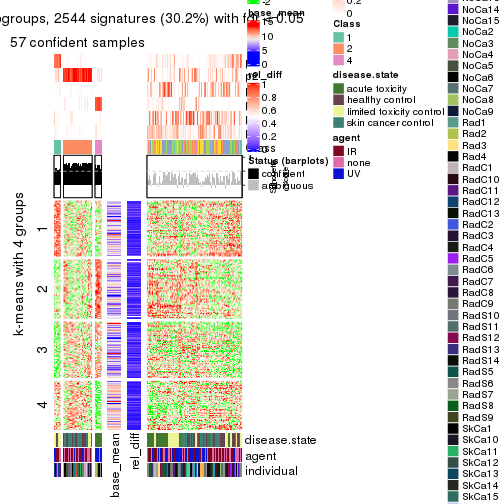 groups, 2544 signatures (30.2%) with fdr < 0.05
57 confident samples
k-means with 4 groups
1
2
3
4
base_mean
rel_diff
disease.state
agent
individual
-2
base_mean
15
10
5
0
rel_diff
1
0.8
0.6
0.4
0.2
0
Status (barplots)
confident
ambiguous
0.2
0
Class
1
2
4
disease.state
acute toxicity
healthy control
limited toxicity control
skin cancer control
agent
IR
none
UV
NoCa14
NoCa15
NoCa2
NoCa3
NoCa4
NoCa5
NoCa6
NoCa7
NoCa8
NoCa9
Rad1
Rad2
Rad3
Rad4
RadC1
RadC10
RadC11
RadC12
RadC13
RadC2
RadC3
RadC4
RadC5
RadC6
RadC7
RadC8
RadC9
RadS10
RadS11
RadS12
RadS13
RadS14
RadS5
RadS6
RadS7
RadS8
RadS9
SkCa1
SkCa10
SkCa11
SkCa12
SkCa13
SkCa14
SkCa15